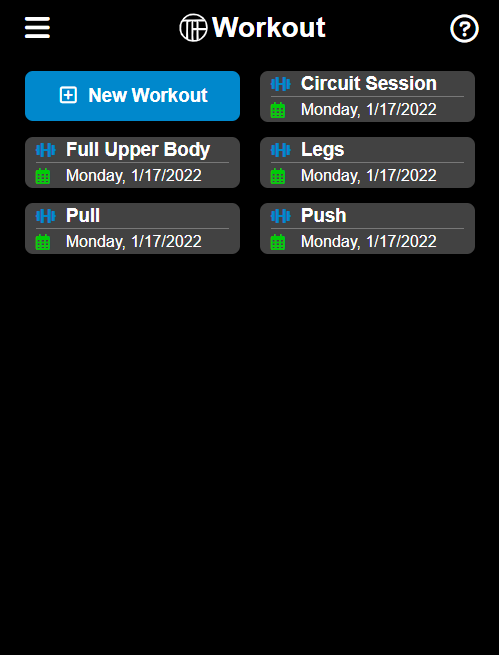 TFF Workout
New Workout
Circuit Session
Monday, 1/17/2022
Full Upper Body
Monday, 1/17/2022
Legs
Monday, 1/17/2022
Pull
Monday, 1/17/2022
Push
Monday, 1/17/2022